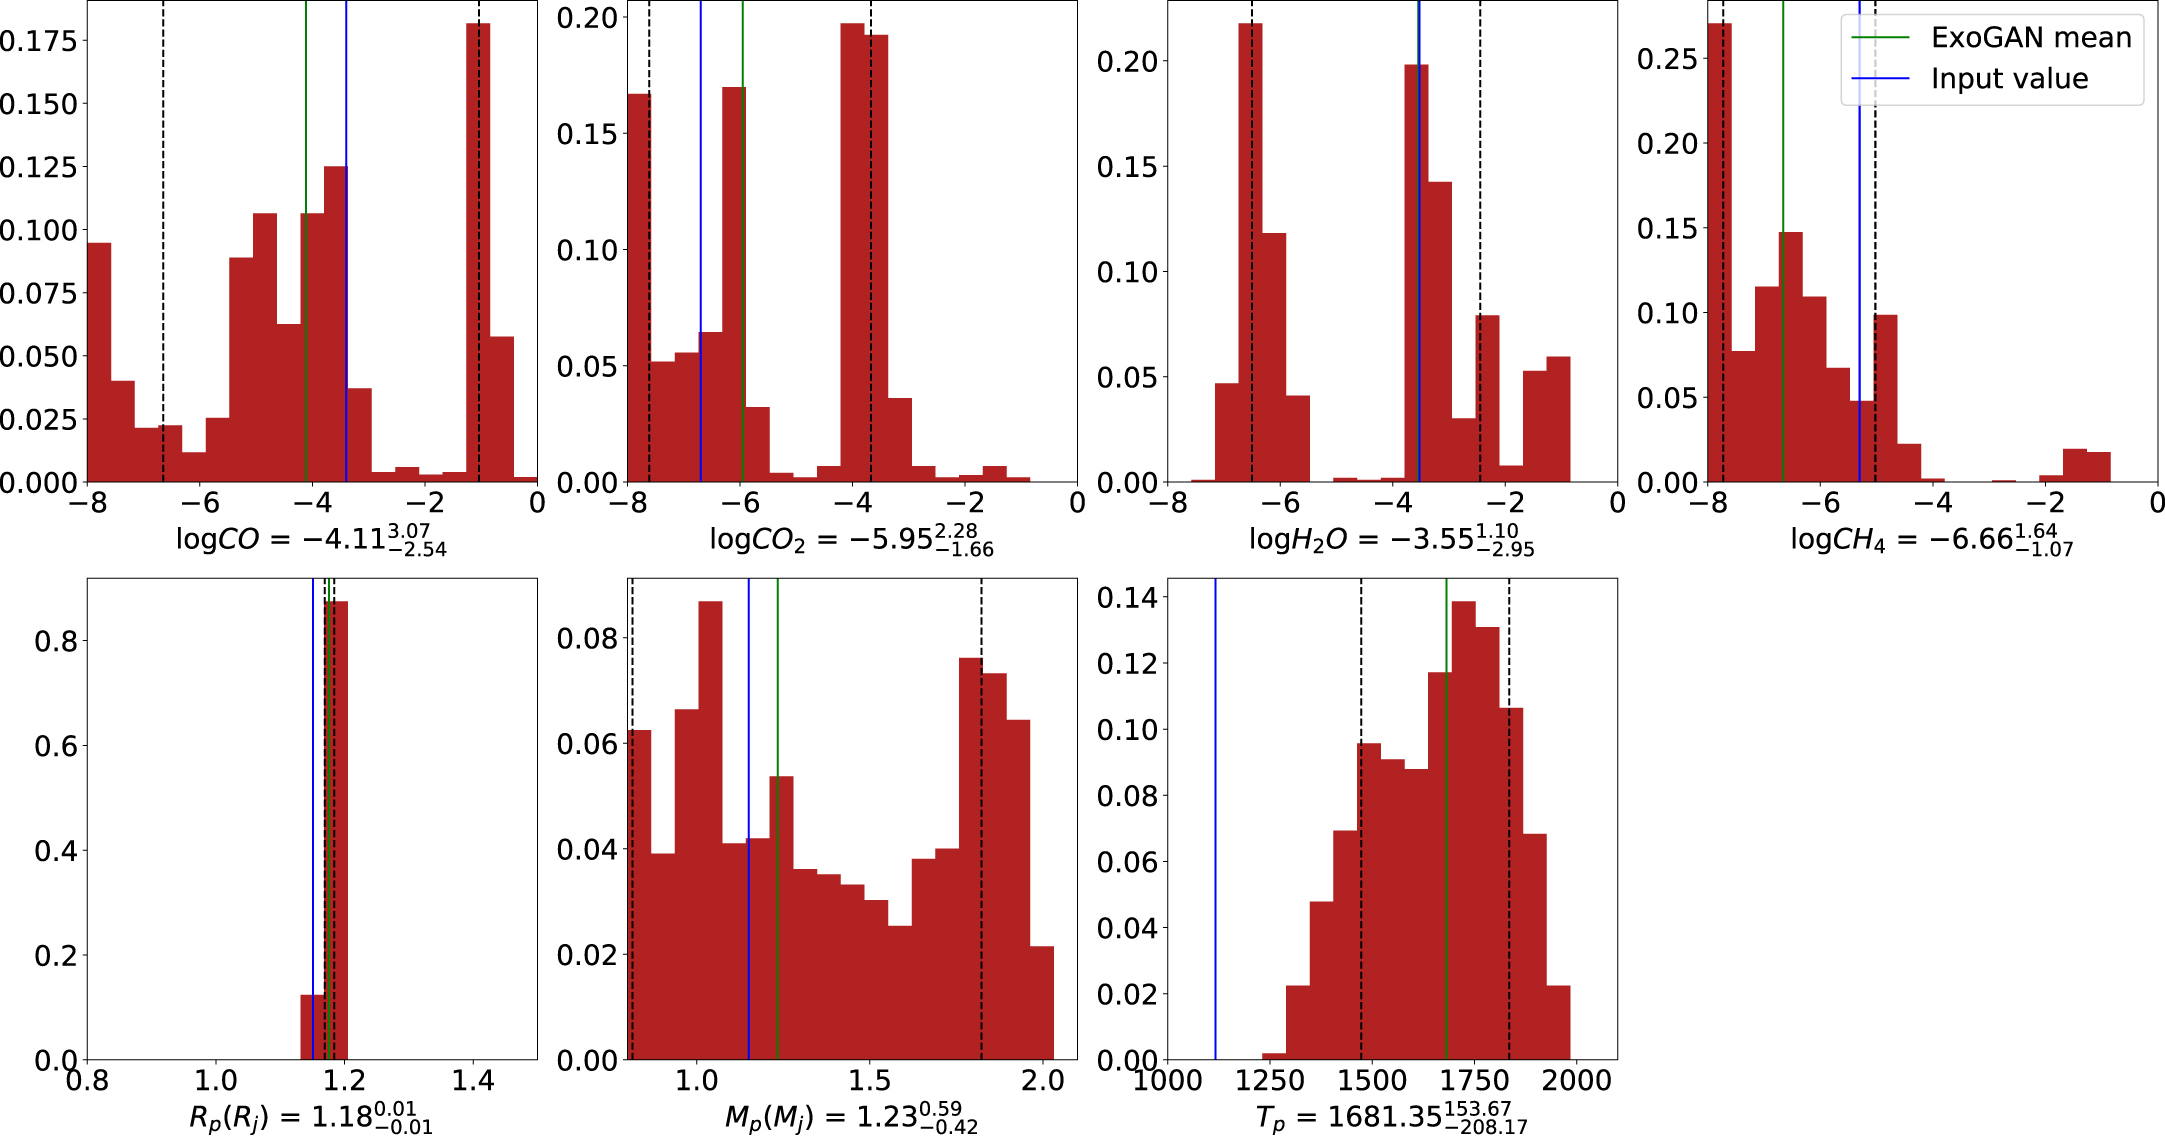 0.000 0.025 0.050 0.075 0.100 0.125 0.150 0.175
−8 −6 −4 −2 0
logCO = −4.11 3.07 −2.54
0.00 0.05 0.10 0.15 0.20
−8 −6 −4 −2 0
logCO₂ = −5.95 2.28 −1.66
0.00 0.05 0.10 0.15 0.20
−8 −6 −4 −2 0
logH₂O = −3.55 1.10 −2.95
0.00 0.05 0.10 0.15 0.20 0.25
−8 −6 −4 −2 0
logCH₄ = −6.66 1.64 −1.07
ExoGAN mean
Input value
0.0 0.2 0.4 0.6 0.8
0.8 1.0 1.2 1.4
Rₚ(Rⱼ) = 1.18 0.01 −0.01
0.00 0.02 0.04 0.06 0.08
1.0 1.5 2.0
Mₚ(Mⱼ) = 1.23 0.59 −0.42
0.00 0.02 0.04 0.06 0.08 0.10 0.12 0.14
1000 1250 1500 1750 2000
Tₚ = 1681.35 153.67 −208.17